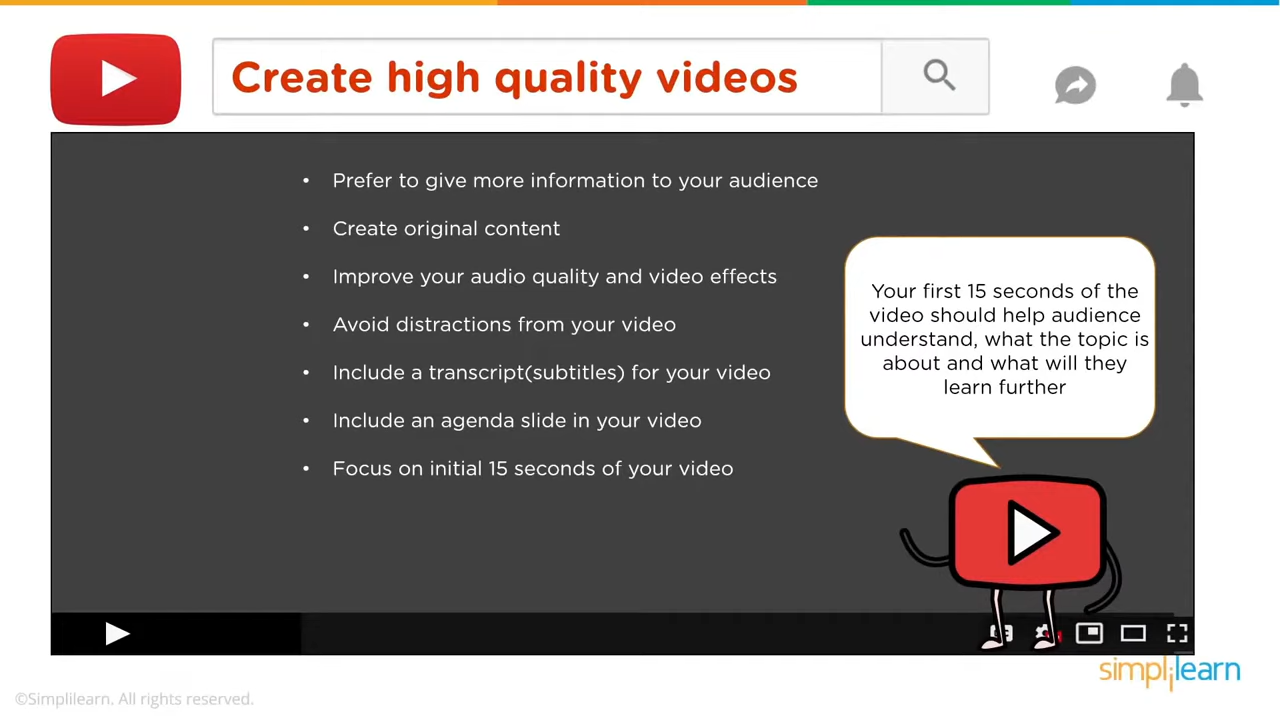 Create high quality videos
• Prefer to give more information to your audience
• Create original content
• Improve your audio quality and video effects
• Avoid distractions from your video
• Include a transcript(subtitles) for your video
• Include an agenda slide in your video
• Focus on initial 15 seconds of your video
Your first 15 seconds of the
video should help audience
understand, what the topic is
about and what will they
learn further
simplilearn
©Simplilearn. All rights reserved.